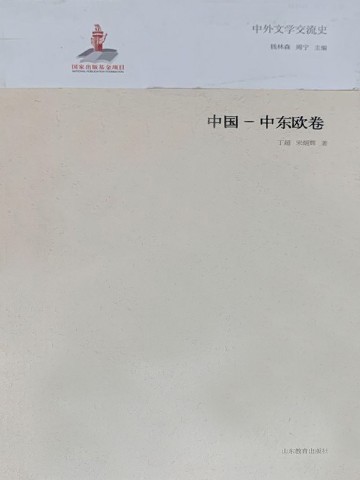 中外文学交流史
钱林森 周宁 主编
国家出版基金项目
中国－中东欧卷
丁超 宋炳辉 著
山东教育出版社